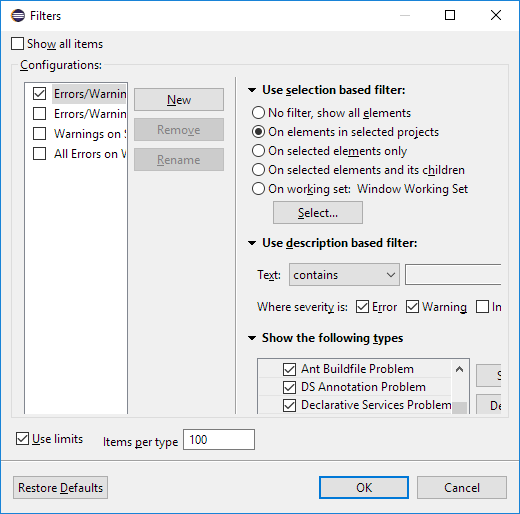 Filters
Show all items
Configurations:
Errors/Warnin
Errors/Warnin
Warnings on S
All Errors on W
New
Remove
Rename
Use selection based filter:
No filter, show all elements
On elements in selected projects
On selected elements only
On selected elements and its children
On working set: Window Working Set
Select...
Use description based filter:
Text: contains
Where severity is: Error Warning In
Show the following types
Ant Buildfile Problem
DS Annotation Problem
Declarative Services Problem
S
De
Use limits Items per type 100
Restore Defaults OK Cancel